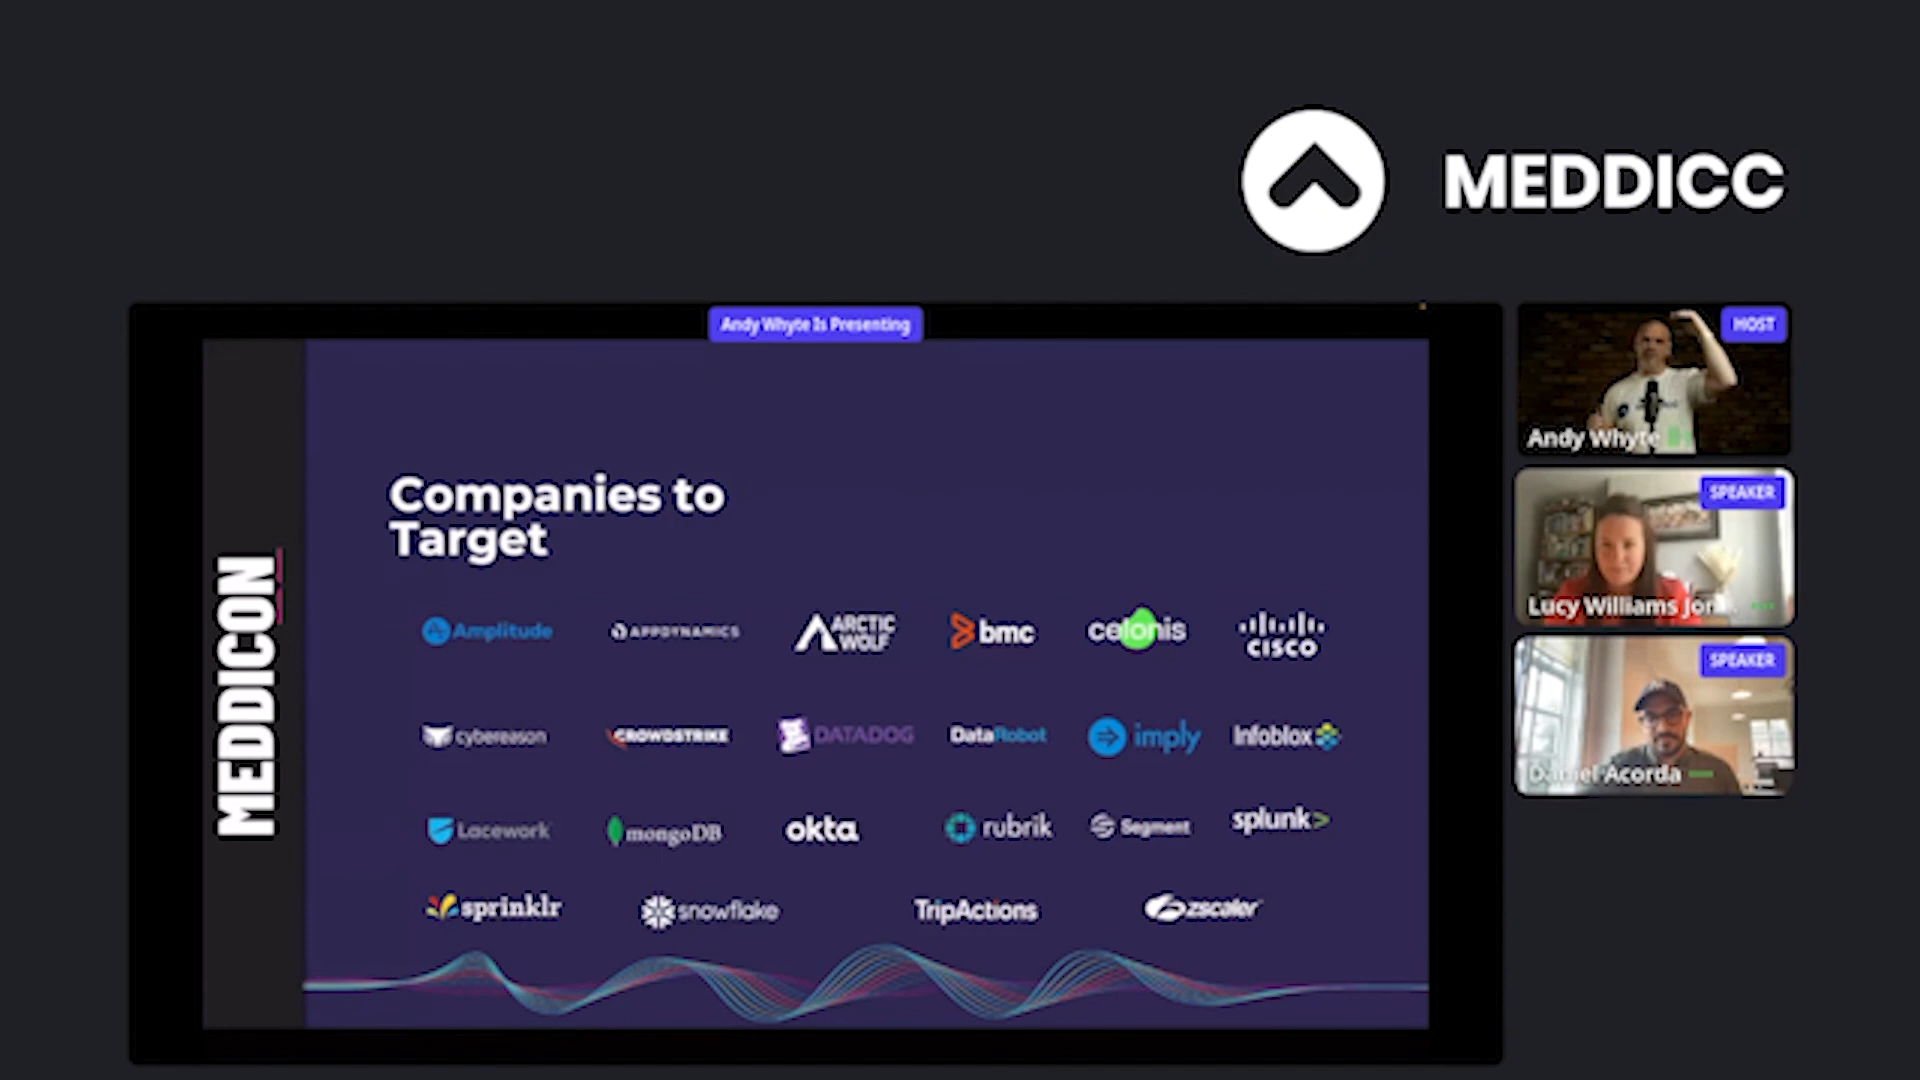 MEDDICC
Andy Whyte Is Presenting
HOST
Andy Whyte
SPEAKER
Lucy Williams Jon...
SPEAKER
Daniel Acorda
MEDDICON
Companies to
Target
Amplitude APPDYNAMICS ARCTIC WOLF bmc celonis CISCO
cybereason CROWDSTRIKE DATADOG DataRobot imply Infoblox
Lacework mongoDB okta rubrik Segment splunk>
sprinklr snowflake TripActions zscaler